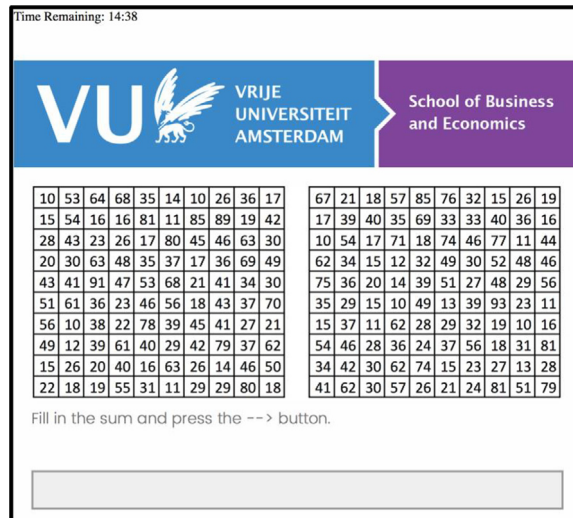 Time Remaining: 14:38
VU
VRIJE
UNIVERSITEIT
AMSTERDAM
School of Business
and Economics
10 53 64 68 35 14 10 26 36 17
15 54 16 16 81 11 85 89 19 42
28 43 23 26 17 80 45 46 63 30
20 30 63 48 35 37 17 36 69 49
43 41 91 47 53 68 21 41 34 30
51 61 36 23 46 56 18 43 37 70
56 10 38 22 78 39 45 41 27 21
49 12 39 61 40 29 42 79 37 62
15 26 20 40 16 63 26 14 46 50
22 18 19 55 31 11 29 29 80 18
67 21 18 57 85 76 32 15 26 19
17 39 40 35 69 33 33 40 36 16
10 54 17 71 18 74 46 77 11 44
62 34 15 12 32 49 30 52 48 46
75 36 20 14 39 51 27 48 29 56
35 29 15 10 49 13 39 93 23 11
15 37 11 62 28 29 32 19 10 16
54 46 28 36 24 37 56 18 31 81
34 42 30 62 74 15 23 27 13 28
41 62 30 57 26 21 24 81 51 79
Fill in the sum and press the --> button.